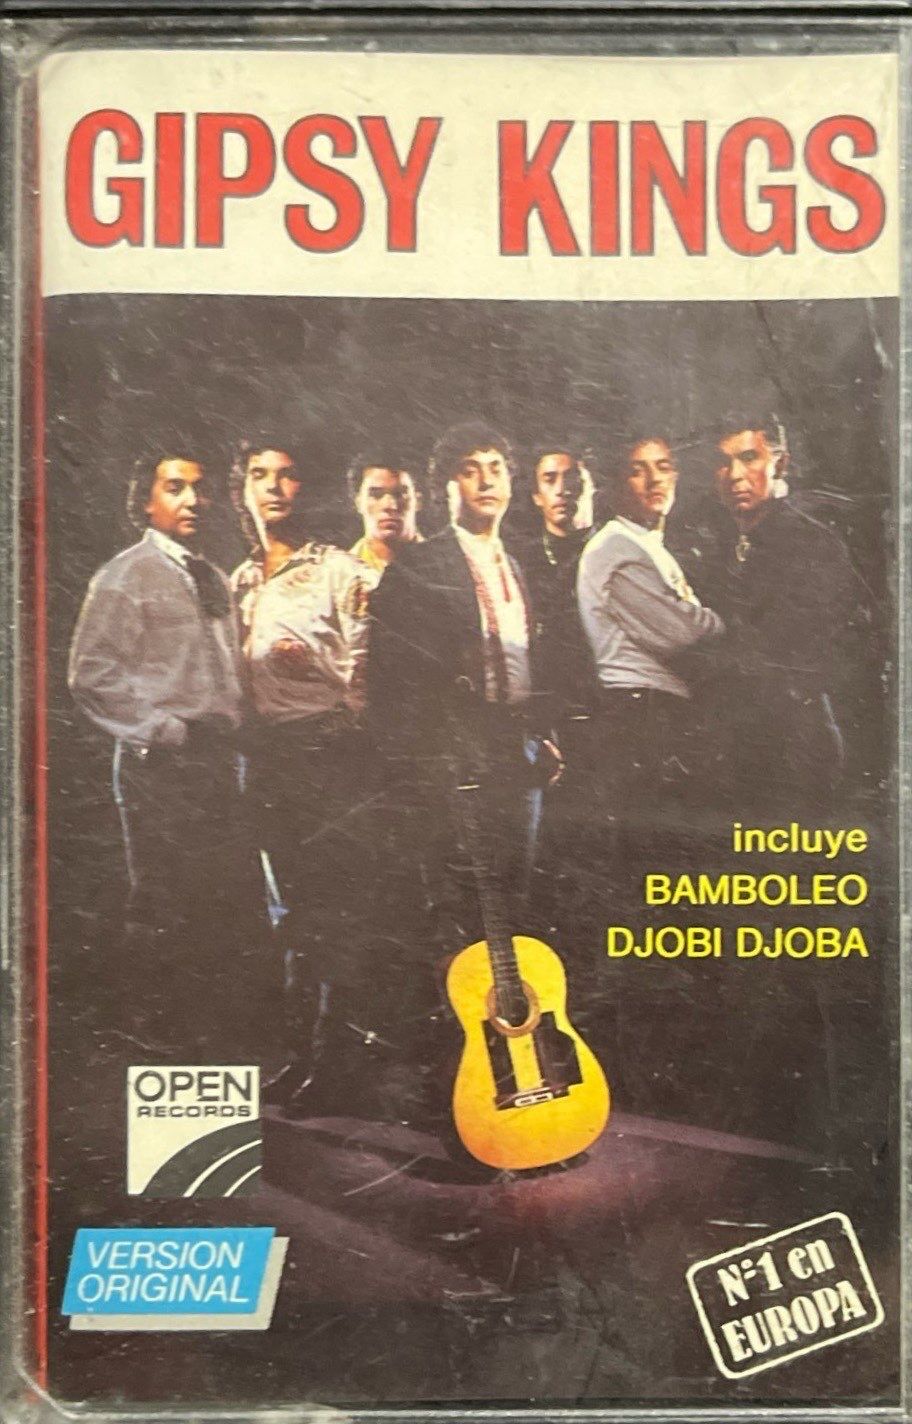 GIPSY KINGS
incluye
BAMBOLEO
DJOBI DJOBA
OPEN
RECORDS
VERSION
ORIGINAL
Nº1 en
EUROPA